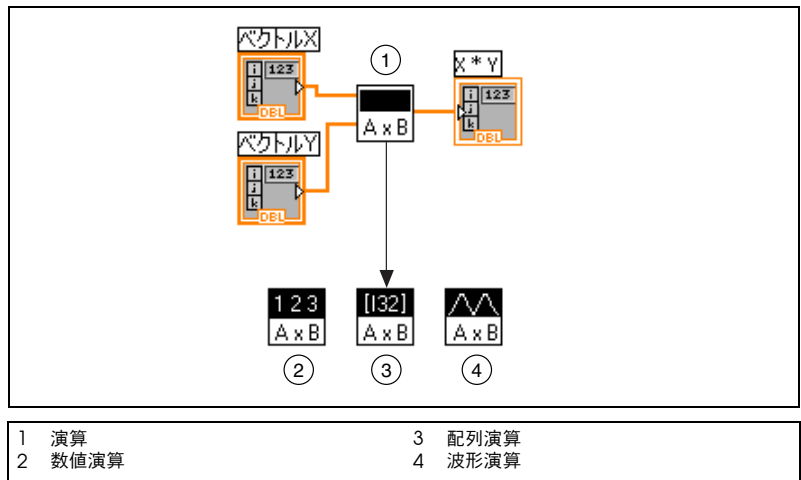 ベクトルX
1
X * Y
i
j
k
123
DBL
A x B
i
j
k
123
DBL
ベクトルY
i
j
k
123
DBL
1 2 3
A x B
[I32]
A x B
A x B
2
3
4
1 演算
2 数値演算
3 配列演算
4 波形演算